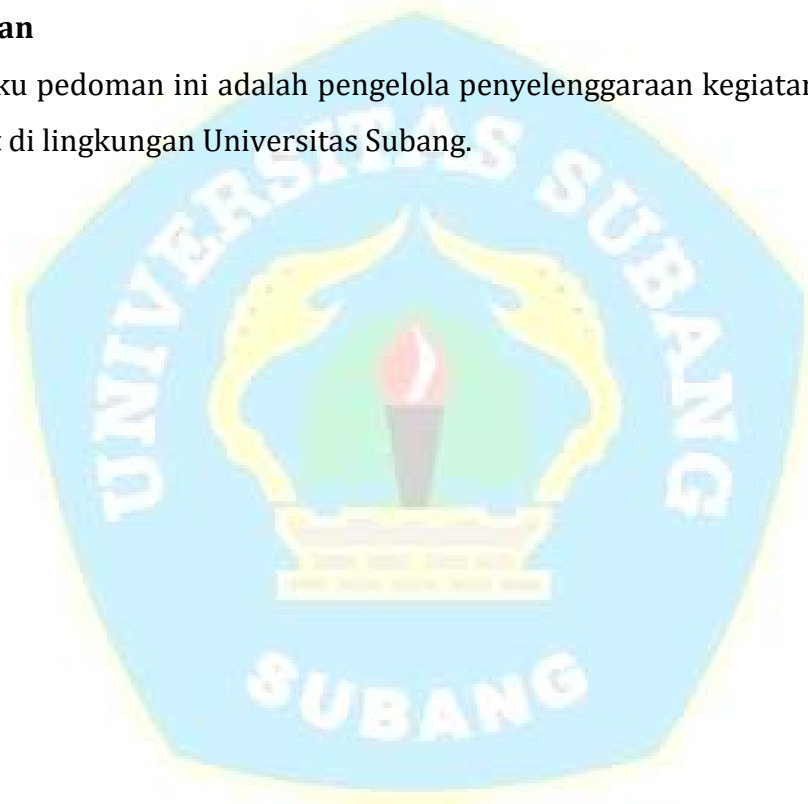 an
ku pedoman ini adalah pengelola penyelenggaraan kegiatan
t di lingkungan Universitas Subang.
UNIVERSITAS SUBANG
SUBANG